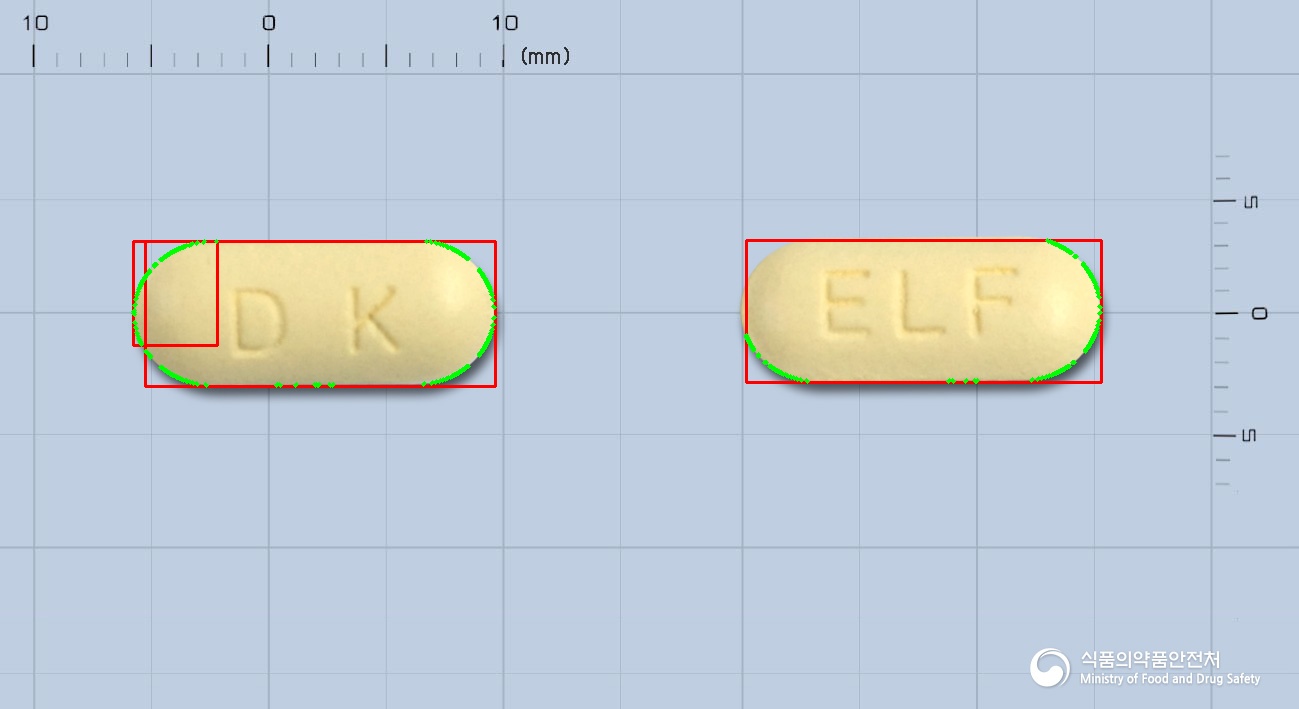 10 0 10 (mm)
D K
ELF
5
0
5
식품의약품안전처
Ministry of Food and Drug Safety